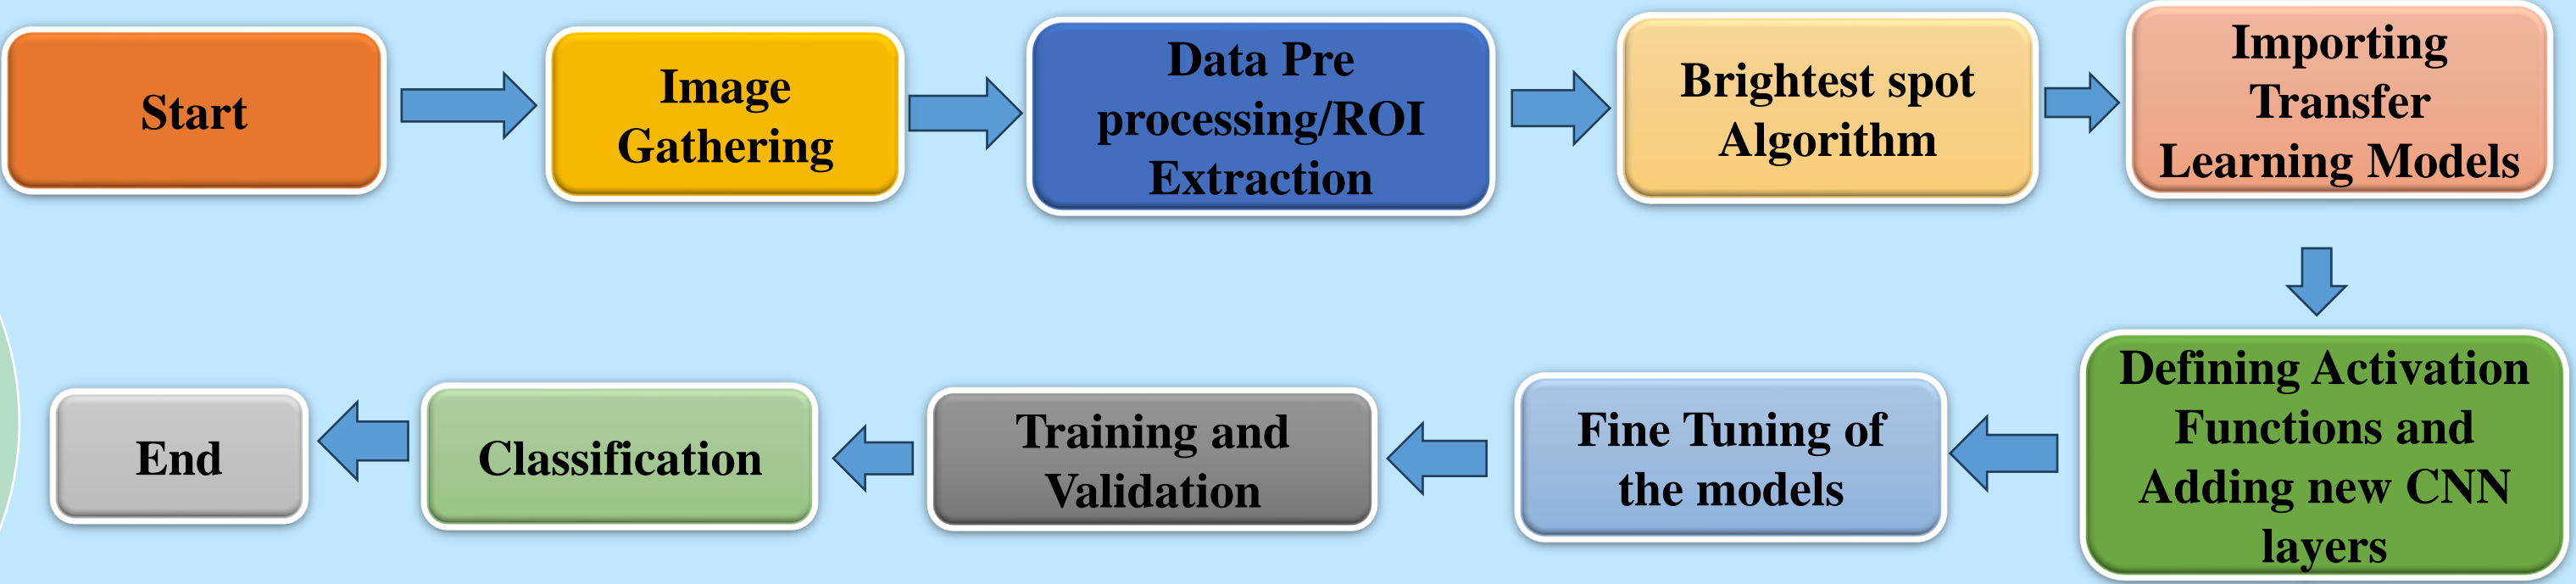 Start
Image
Gathering
Data Pre
processing/ROI
Extraction
Brightest spot
Algorithm
Importing
Transfer
Learning Models
Defining Activation
Functions and
Adding new CNN
layers
Fine Tuning of
the models
Training and
Validation
Classification
End